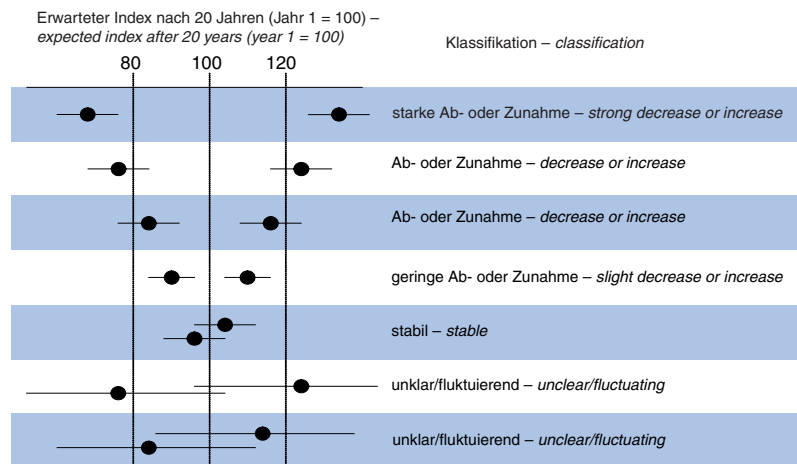 Erwarteter Index nach 20 Jahren (Jahr 1 = 100) –
expected index after 20 years (year 1 = 100)
Klassifikation – classification
80 100 120
starke Ab- oder Zunahme – strong decrease or increase
Ab- oder Zunahme – decrease or increase
Ab- oder Zunahme – decrease or increase
geringe Ab- oder Zunahme – slight decrease or increase
stabil – stable
unklar/fluktuierend – unclear/fluctuating
unklar/fluktuierend – unclear/fluctuating